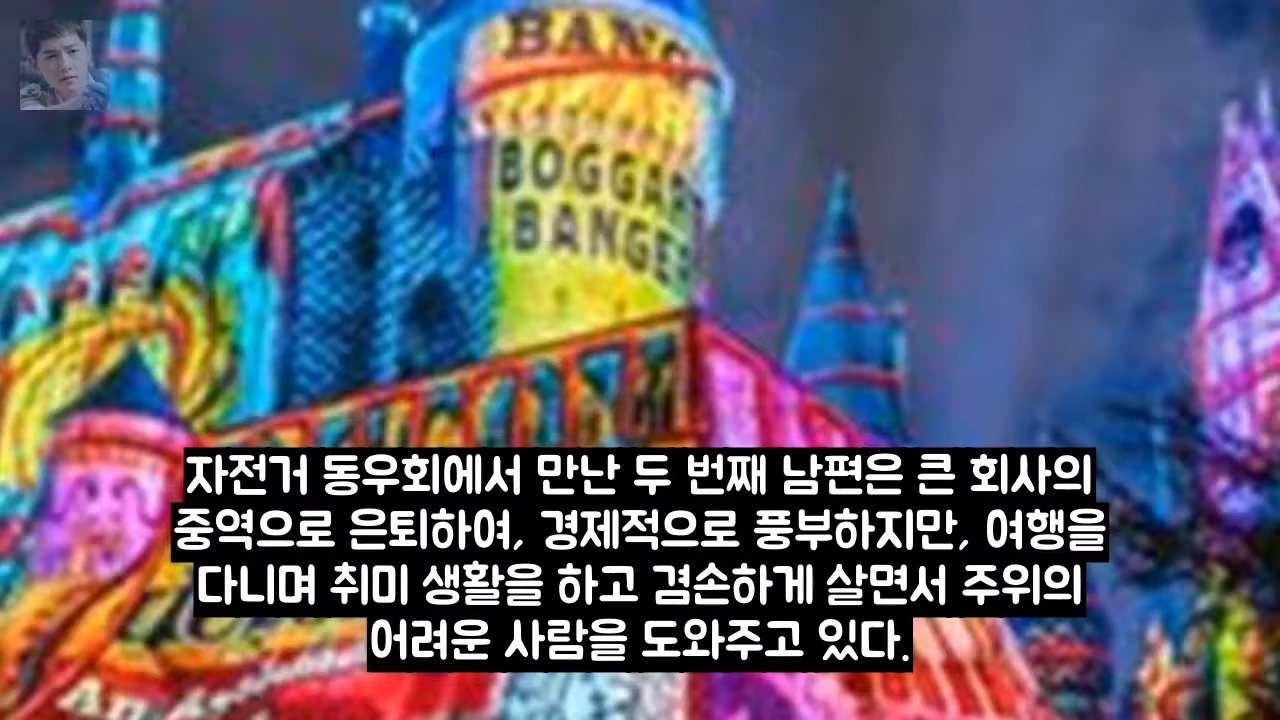 BOGGAR
BANGE
자전거 동우회에서 만난 두 번째 남편은 큰 회사의
중역으로 은퇴하여, 경제적으로 풍부하지만, 여행을
다니며 취미 생활을 하고 겸손하게 살면서 주위의
어려운 사람을 도와주고 있다.